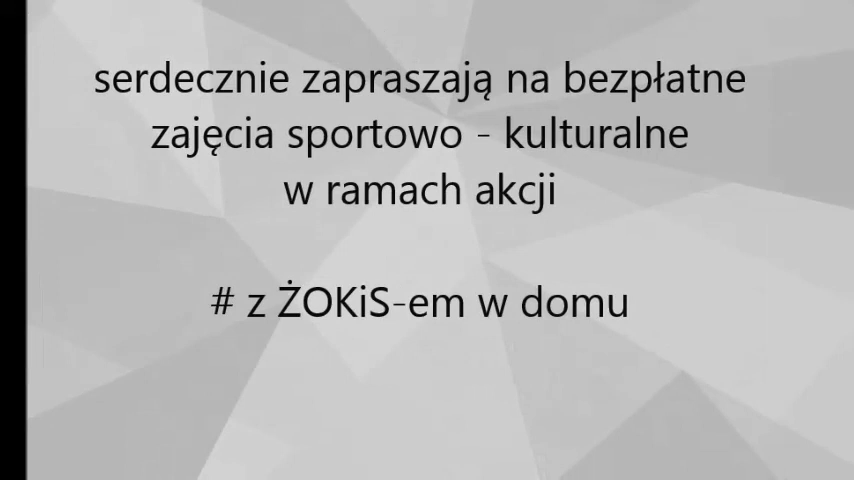 serdecznie zapraszają na bezpłatne
zajęcia sportowo - kulturalne
w ramach akcji
# z ŻOKiS-em w domu